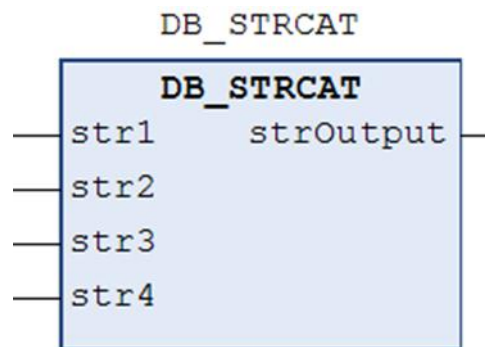 DB_STRCAT
DB_STRCAT
str1 strOutput
str2
str3
str4